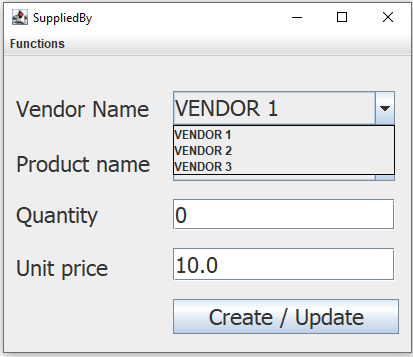 SuppliedBy
Functions
Vendor Name VENDOR 1
VENDOR 1
VENDOR 2
VENDOR 3
Product name
Quantity 0
Unit price 10.0
Create / Update